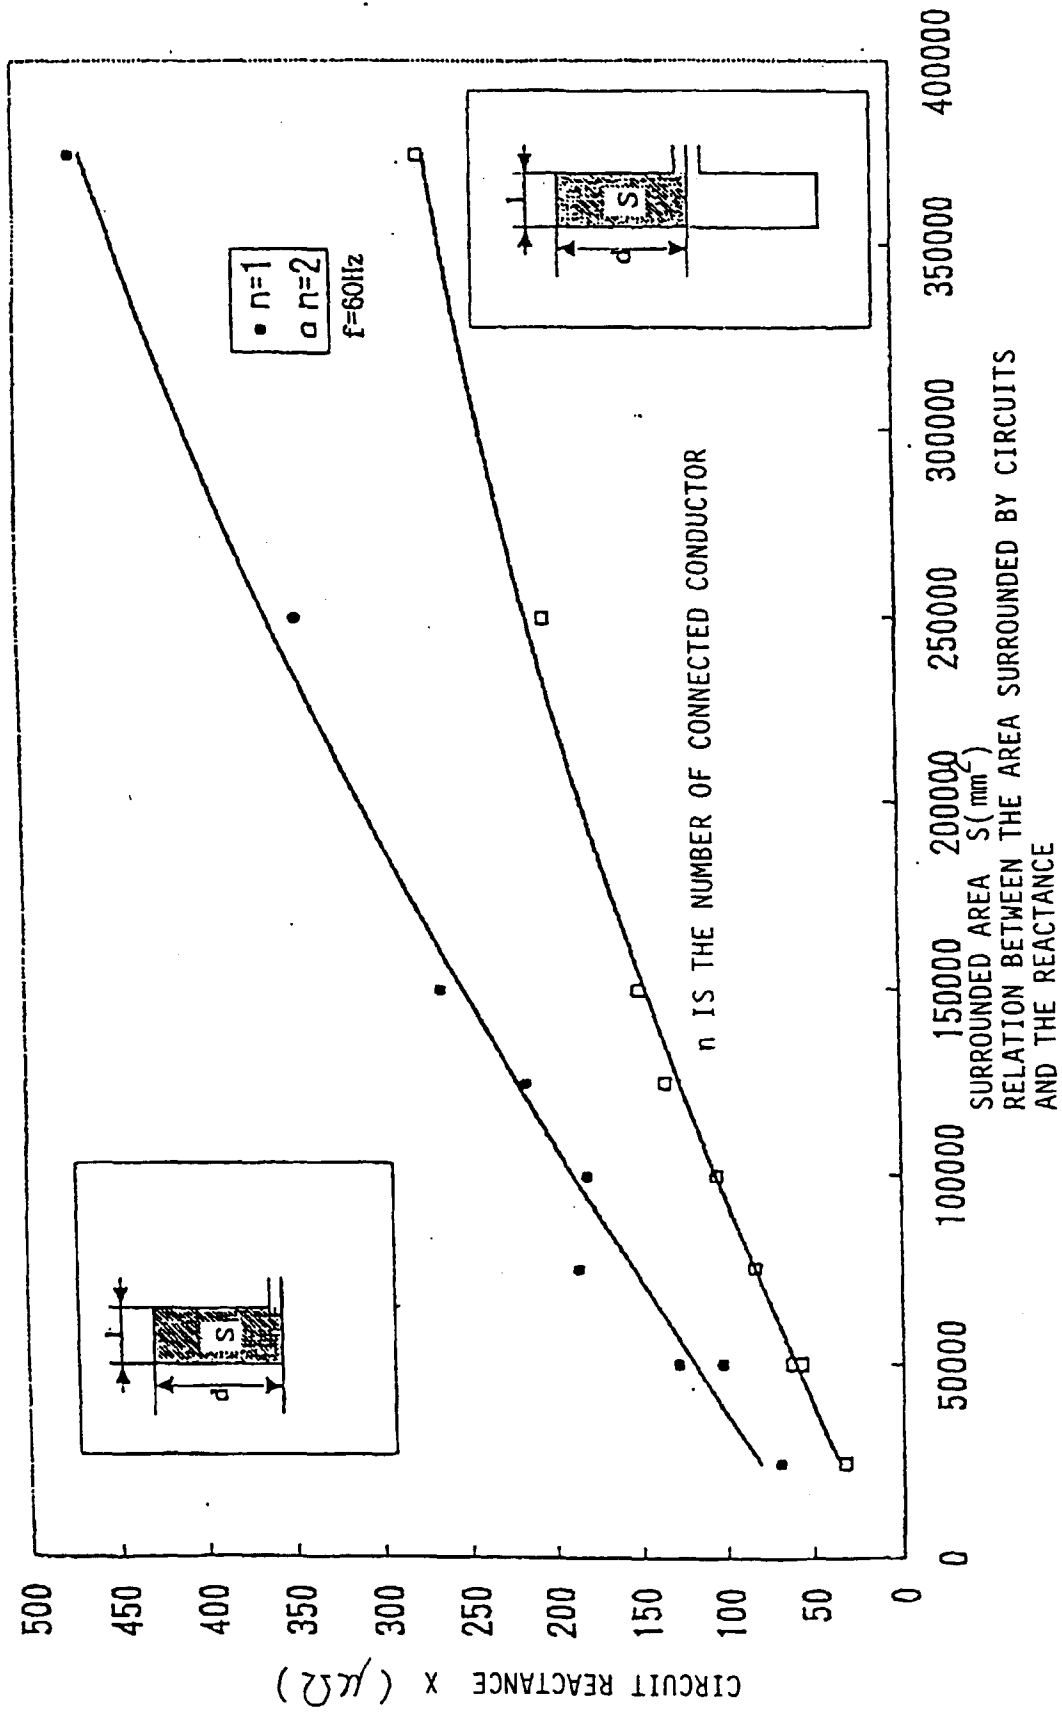 500
450
400
350
300
250
200
150
100
50
0
CIRCUIT REACTANCE X (μΩ)
0
50000
100000
150000
200000
250000
300000
350000
400000
SURROUNDED AREA S(mm²)
RELATION BETWEEN THE AREA SURROUNDED BY CIRCUITS
AND THE REACTANCE
l
d
S
n=1
n=2
f=60Hz
n IS THE NUMBER OF CONNECTED CONDUCTOR
l
d
S